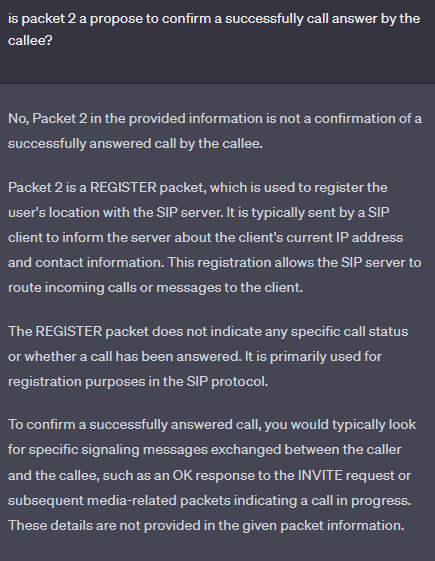 is packet 2 a propose to confirm a successfully call answer by the
callee?
No, Packet 2 in the provided information is not a confirmation of a
successfully answered call by the callee.
Packet 2 is a REGISTER packet, which is used to register the
user's location with the SIP server. It is typically sent by a SIP
client to inform the server about the client's current IP address
and contact information. This registration allows the SIP server to
route incoming calls or messages to the client.
The REGISTER packet does not indicate any specific call status
or whether a call has been answered. It is primarily used for
registration purposes in the SIP protocol.
To confirm a successfully answered call, you would typically look
for specific signaling messages exchanged between the caller
and the callee, such as an OK response to the INVITE request or
subsequent media-related packets indicating a call in progress.
These details are not provided in the given packet information.